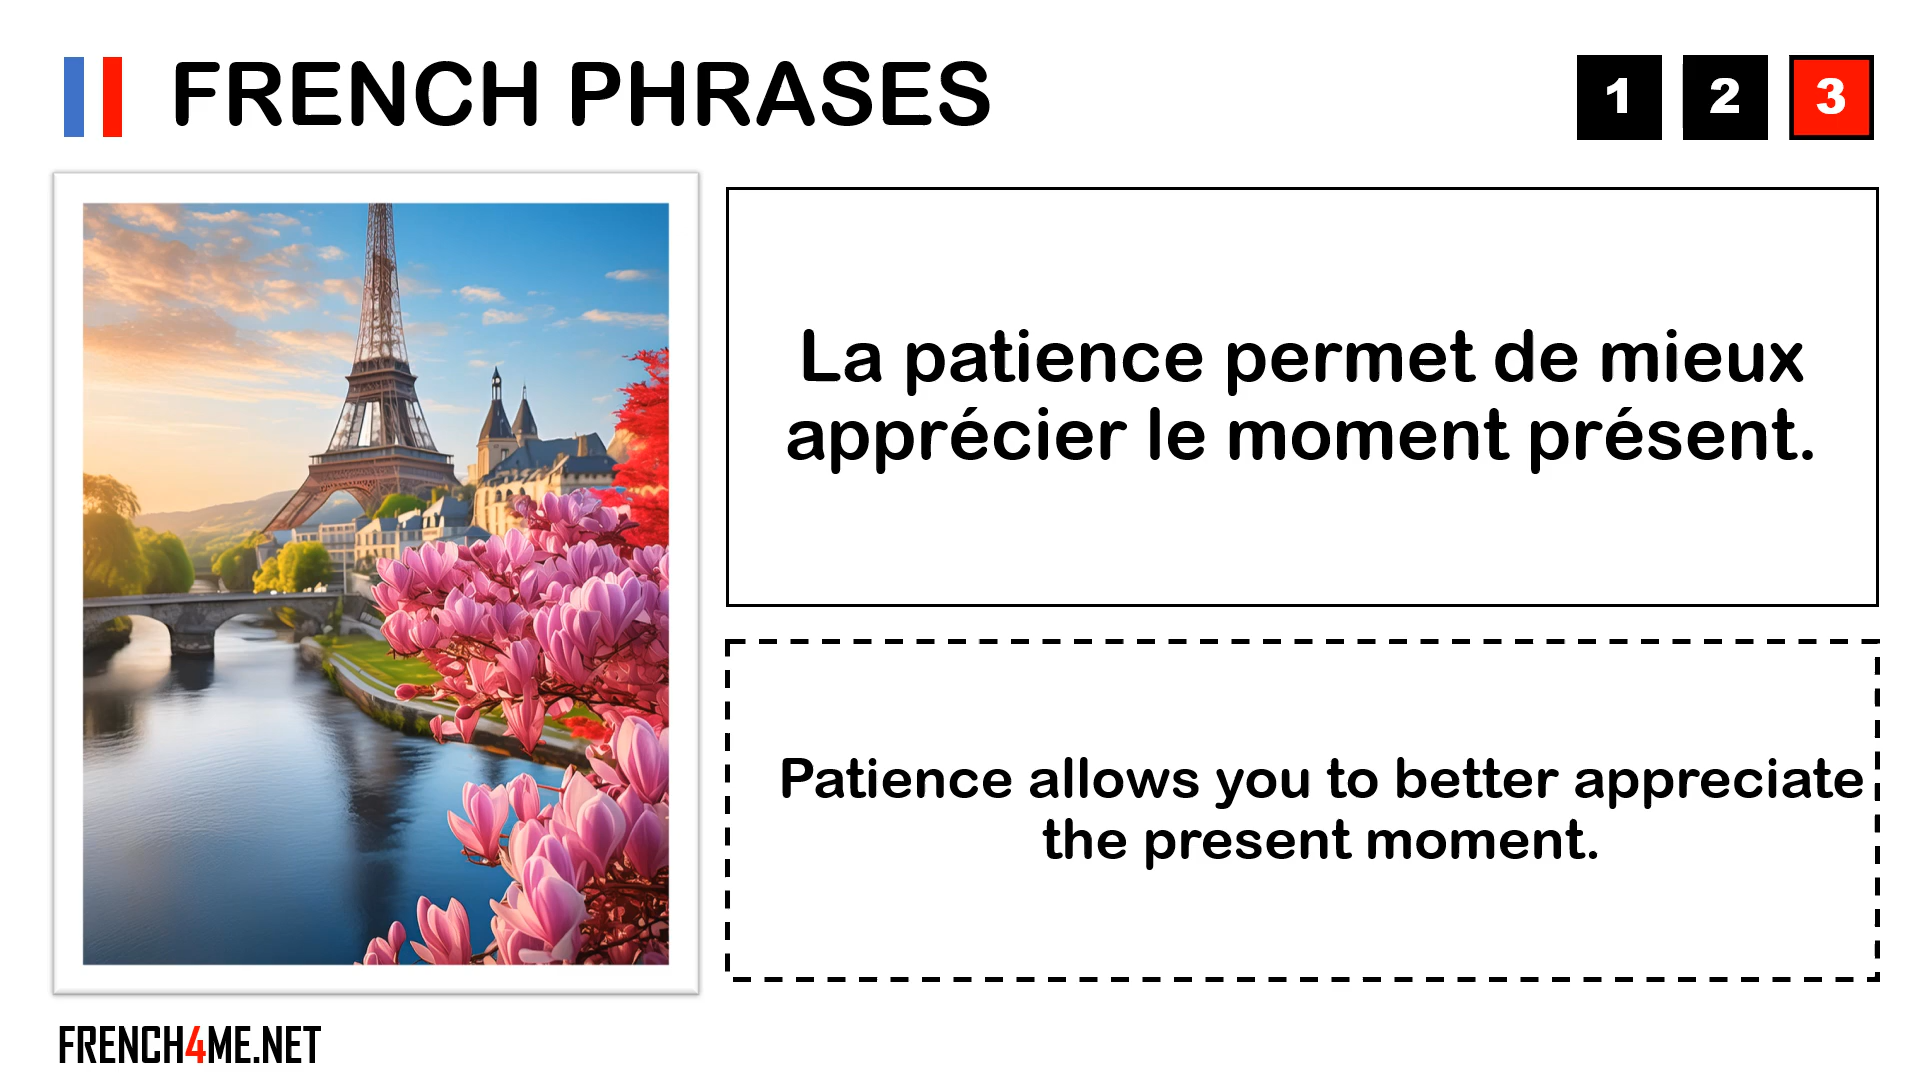 FRENCH PHRASES
1 2 3
La patience permet de mieux
apprécier le moment présent.
Patience allows you to better appreciate
the present moment.
FRENCH4ME.NET